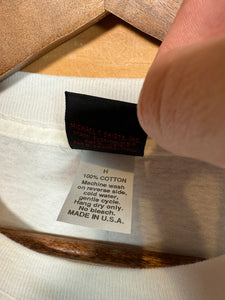 H
100% COTTON
Machine wash
on reverse side,
cold water,
gentle cycle.
Hang dry only.
No bleach.
MADE IN U.S.A.